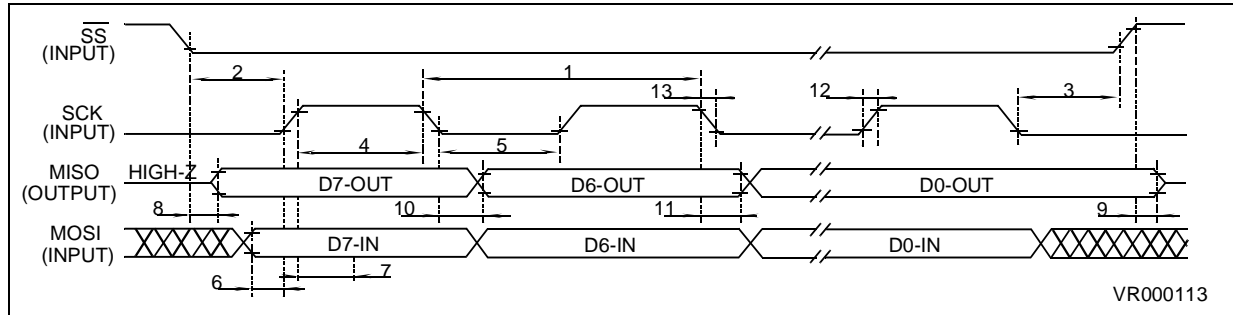 SS
(INPUT)
2
1
13
12
3
SCK
(INPUT)
4
5
MISO
(OUTPUT)
HIGH-Z
D7-OUT
D6-OUT
D0-OUT
8
10
11
9
MOSI
(INPUT)
D7-IN
D6-IN
D0-IN
6
7
VR000113